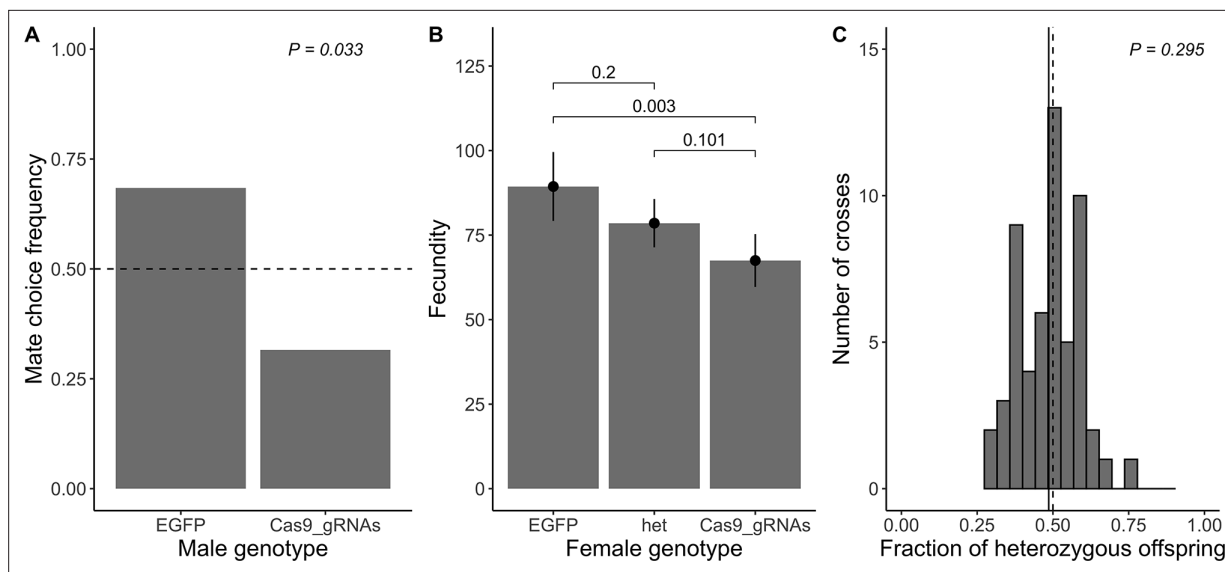 A
P = 0.033
1.00
0.75
0.50
0.25
0.00
Mate choice frequency
EGFP
Cas9_gRNAs
Male genotype
B
125
100
75
50
25
0
Fecundity
0.2
0.003
0.101
EGFP
het
Cas9_gRNAs
Female genotype
C
P = 0.295
15
10
5
0
Number of crosses
0.00
0.25
0.50
0.75
1.00
Fraction of heterozygous offspring